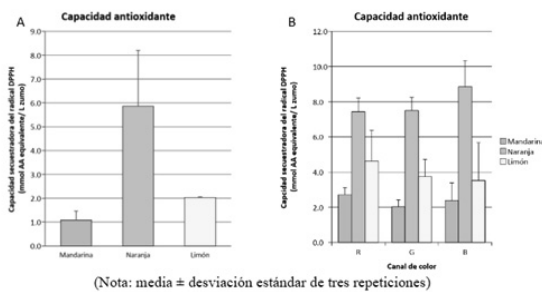 A
Capacidad antioxidante
Capacidad secuestradora del radical DPPH
(mmol AA equivalente/ L zumo)
9.0
8.0
7.0
6.0
5.0
4.0
3.0
2.0
1.0
0.0
Mandarina Naranja Limón
B
Capacidad antioxidante
Capcidad secuestradora del radical DPPH
(mmol AA equivalente/ L zumo)
12.0
10.0
8.0
6.0
4.0
2.0
0.0
R G B
Canal de color
Mandarina
Naranja
Limón
(Nota: media ± desviación estándar de tres repeticiones)